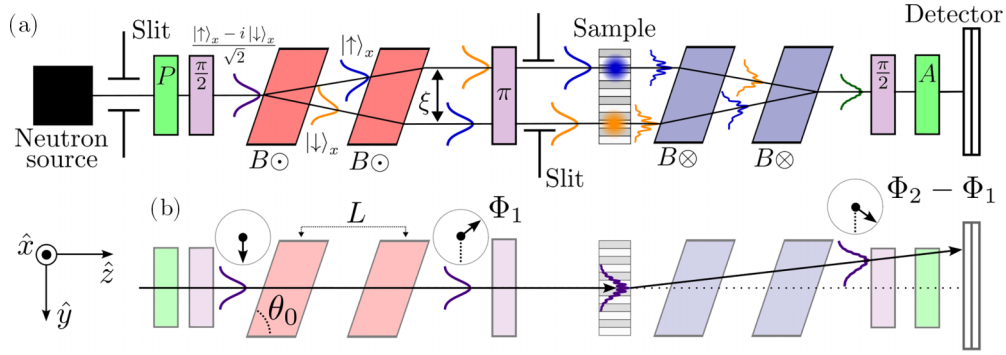 (a)
Slit
|↑⟩ₓ − i |↓⟩ₓ
√2
P
π/2
|↑⟩ₓ
|↓⟩ₓ
ξ
π
Sample
Detector
π/2
A
Neutron
source
B⊙
B⊙
Slit
B⊗
B⊗
(b)
L
Φ₁
Φ₂ − Φ₁
x̂
ẑ
ŷ
θ₀